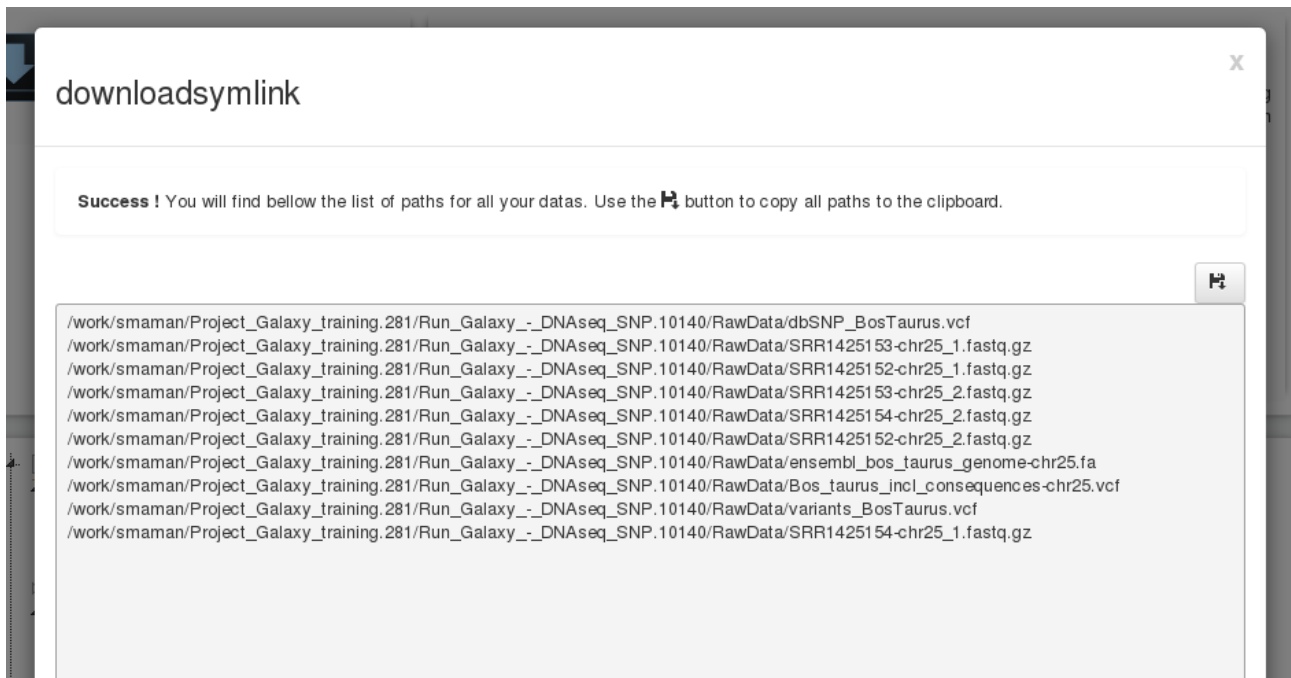 x
downloadsymlink
Success ! You will find bellow the list of paths for all your datas. Use the button to copy all paths to the clipboard.
/work/smaman/Project_Galaxy_training.281/Run_Galaxy_-_DNAseq_SNP.10140/RawData/dbSNP_BosTaurus.vcf
/work/smaman/Project_Galaxy_training.281/Run_Galaxy_-_DNAseq_SNP.10140/RawData/SRR1425153-chr25_1.fastq.gz
/work/smaman/Project_Galaxy_training.281/Run_Galaxy_-_DNAseq_SNP.10140/RawData/SRR1425152-chr25_1.fastq.gz
/work/smaman/Project_Galaxy_training.281/Run_Galaxy_-_DNAseq_SNP.10140/RawData/SRR1425153-chr25_2.fastq.gz
/work/smaman/Project_Galaxy_training.281/Run_Galaxy_-_DNAseq_SNP.10140/RawData/SRR1425154-chr25_2.fastq.gz
/work/smaman/Project_Galaxy_training.281/Run_Galaxy_-_DNAseq_SNP.10140/RawData/SRR1425152-chr25_2.fastq.gz
/work/smaman/Project_Galaxy_training.281/Run_Galaxy_-_DNAseq_SNP.10140/RawData/ensembl_bos_taurus_genome-chr25.fa
/work/smaman/Project_Galaxy_training.281/Run_Galaxy_-_DNAseq_SNP.10140/RawData/Bos_taurus_incl_consequences-chr25.vcf
/work/smaman/Project_Galaxy_training.281/Run_Galaxy_-_DNAseq_SNP.10140/RawData/variants_BosTaurus.vcf
/work/smaman/Project_Galaxy_training.281/Run_Galaxy_-_DNAseq_SNP.10140/RawData/SRR1425154-chr25_1.fastq.gz